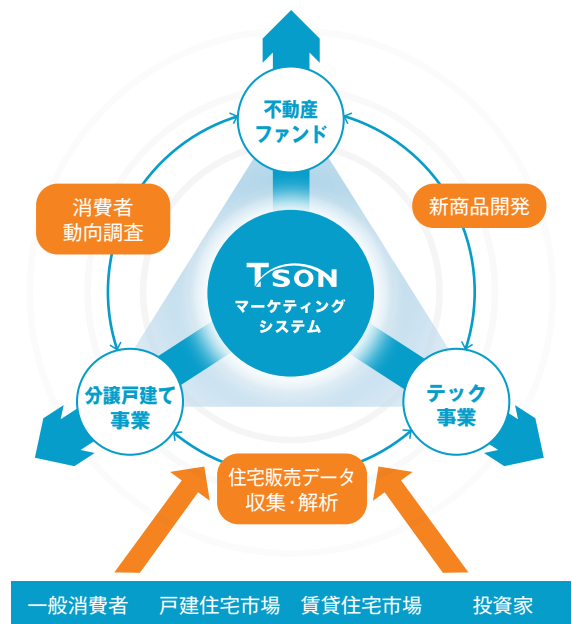 不動産
ファンド
消費者
動向調査
新商品開発
TSON
マーケティング
システム
分譲戸建て
事業
テック
事業
住宅販売データ
収集・解析
一般消費者 戸建住宅市場 賃貸住宅市場 投資家